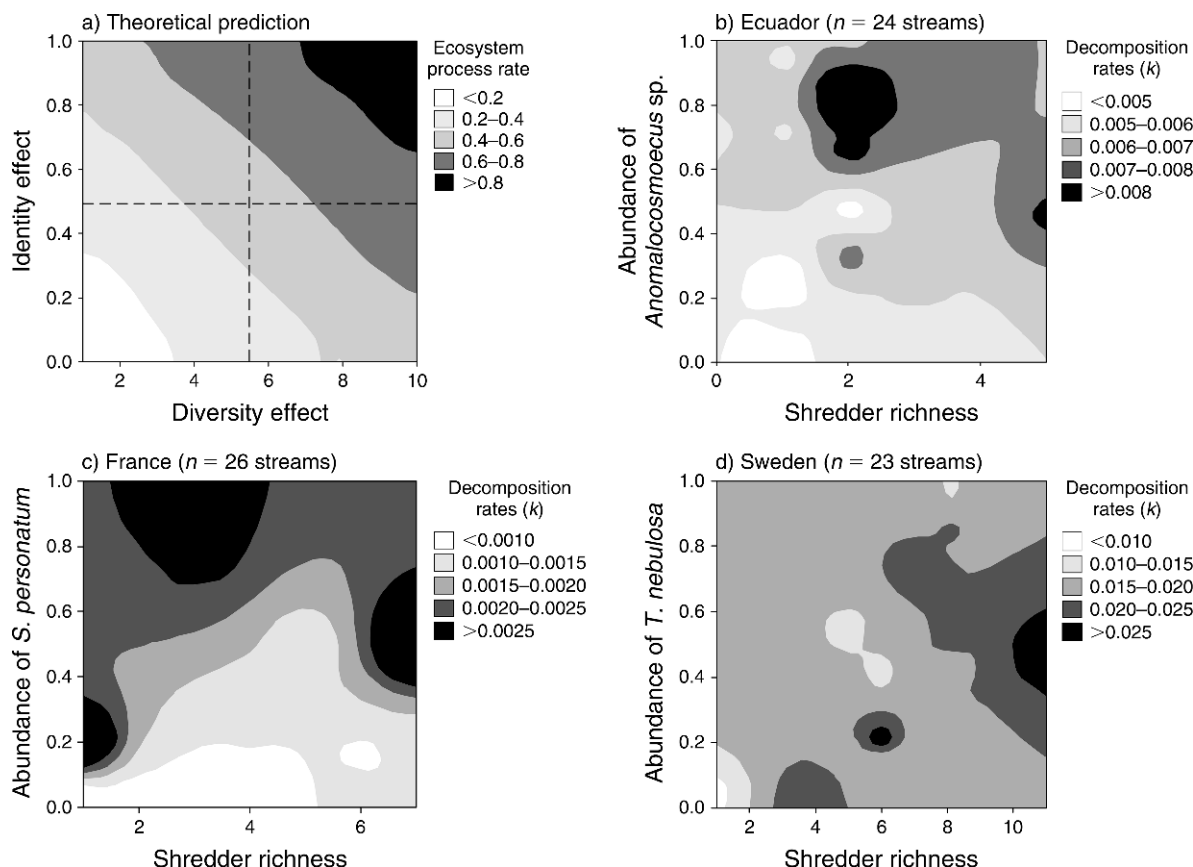 a) Theoretical prediction
Identity effect
1.0
0.8
0.6
0.4
0.2
0.0
2
4
6
8
10
Diversity effect
Ecosystem
process rate
<0.2
0.2–0.4
0.4–0.6
0.6–0.8
>0.8
b) Ecuador (n = 24 streams)
Abundance of
Anomalocosmoecus sp.
1.0
0.8
0.6
0.4
0.2
0.0
0
2
4
Shredder richness
Decomposition
rates (k)
<0.005
0.005–0.006
0.006–0.007
0.007–0.008
>0.008
c) France (n = 26 streams)
Abundance of S. personatum
1.0
0.8
0.6
0.4
0.2
0.0
2
4
6
Shredder richness
Decomposition
rates (k)
<0.0010
0.0010–0.0015
0.0015–0.0020
0.0020–0.0025
>0.0025
d) Sweden (n = 23 streams)
Abundance of T. nebulosa
1.0
0.8
0.6
0.4
0.2
0.0
2
4
6
8
10
Shredder richness
Decomposition
rates (k)
<0.010
0.010–0.015
0.015–0.020
0.020–0.025
>0.025